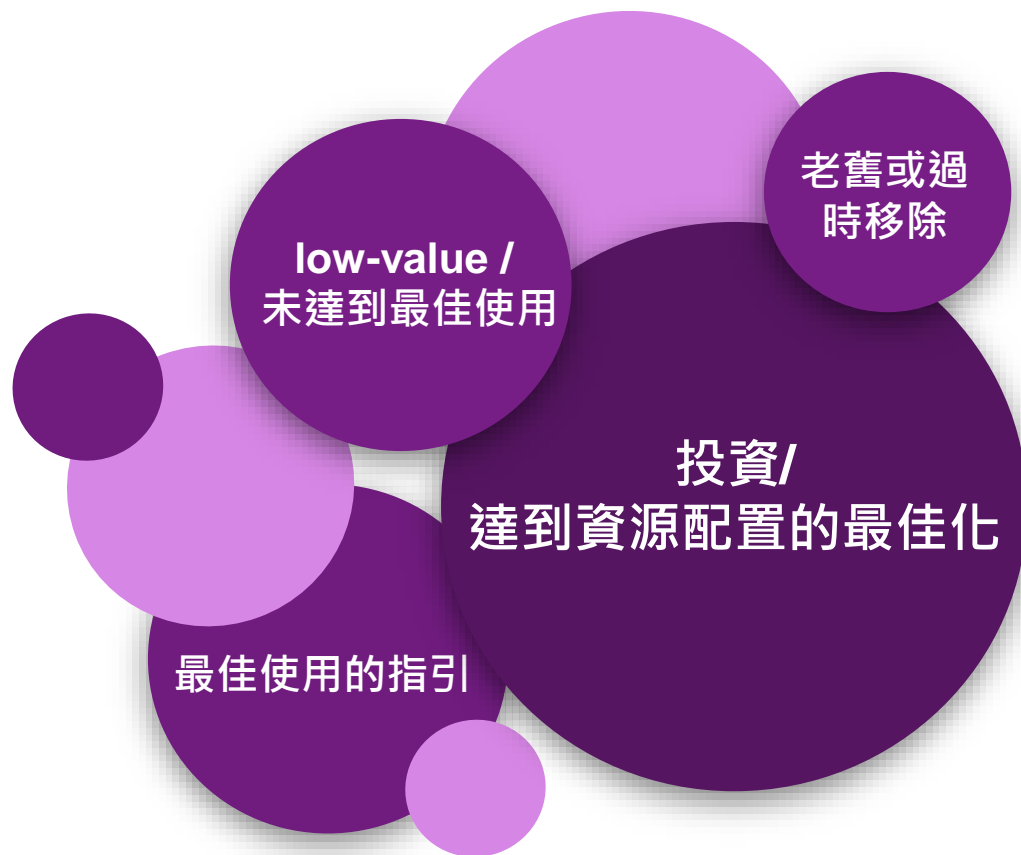 老舊或過
時移除
low-value /
未達到最佳使用
投資/
達到資源配置的最佳化
最佳使用的指引